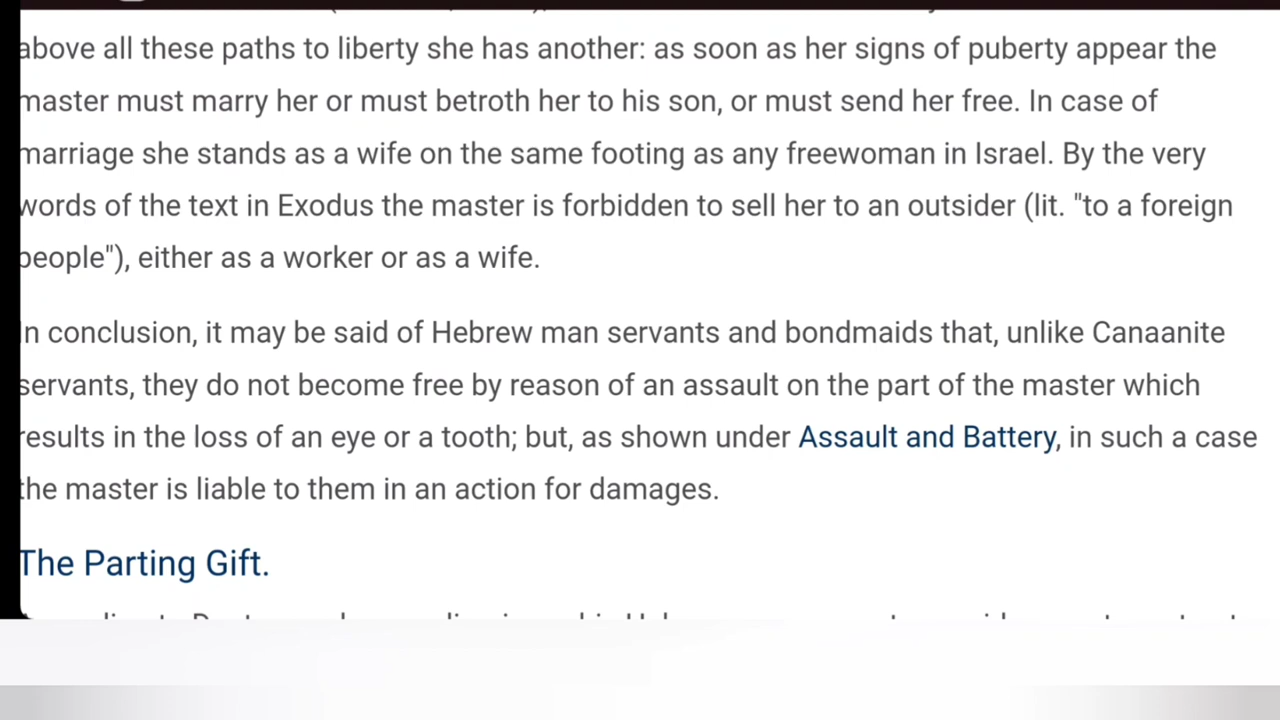 above all these paths to liberty she has another: as soon as her signs of puberty appear the
master must marry her or must betroth her to his son, or must send her free. In case of
marriage she stands as a wife on the same footing as any freewoman in Israel. By the very
words of the text in Exodus the master is forbidden to sell her to an outsider (lit. "to a foreign
people"), either as a worker or as a wife.
In conclusion, it may be said of Hebrew man servants and bondmaids that, unlike Canaanite
servants, they do not become free by reason of an assault on the part of the master which
results in the loss of an eye or a tooth; but, as shown under Assault and Battery, in such a case
the master is liable to them in an action for damages.
The Parting Gift.